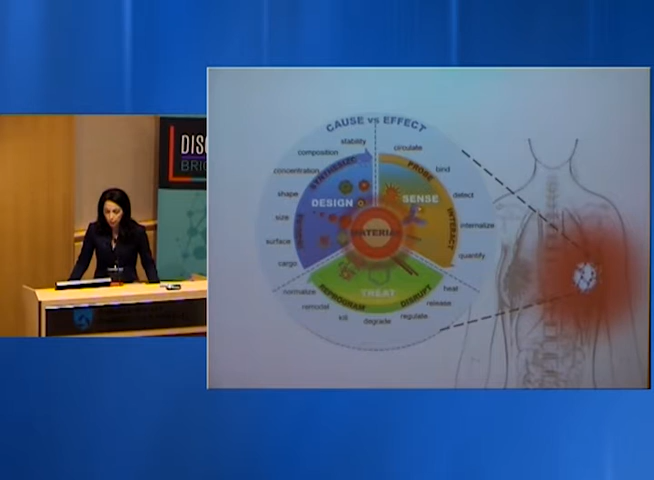 DISC
BRIG
CAUSE vs EFFECT
stability
composition
concentration
shape
size
surface
cargo
SYNTHESIZE
DESIGN
circulate
bind
detect
internalize
quantify
PROBE
SENSE
INTERACT
MATERIAL
TREAT
REPROGRAM
DISRUPT
normalize
remodel
kill
degrade
regulate
release
heat